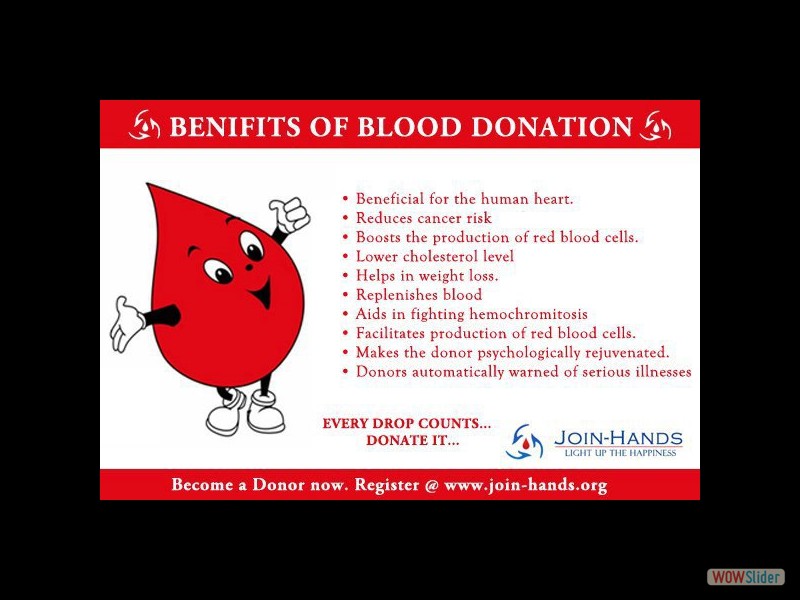 BENIFITS OF BLOOD DONATION
• Beneficial for the human heart.
• Reduces cancer risk
• Boosts the production of red blood cells.
• Lower cholesterol level
• Helps in weight loss.
• Replenishes blood
• Aids in fighting hemochromitosis
• Facilitates production of red blood cells.
• Makes the donor psychologically rejuvenated.
• Donors automatically warned of serious illnesses
EVERY DROP COUNTS...
DONATE IT...
JOIN-HANDS
LIGHT UP THE HAPPINESS
Become a Donor now. Register @ www.join-hands.org
WOWSlider